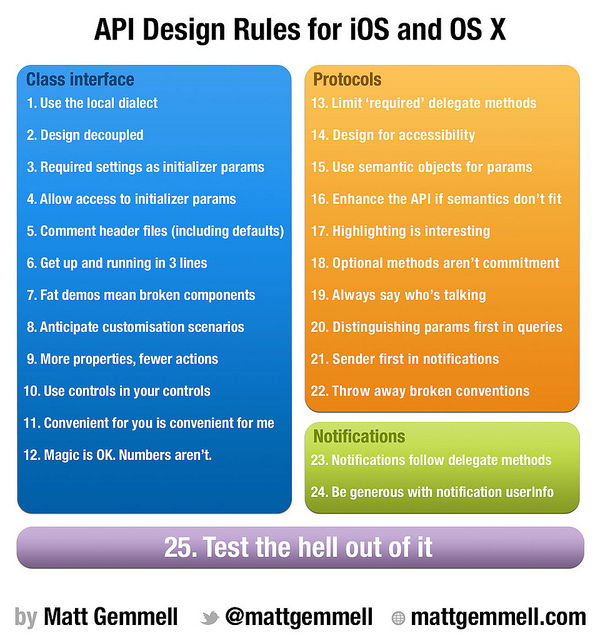 API Design Rules for iOS and OS X
Class interface
1. Use the local dialect
2. Design decoupled
3. Required settings as initializer params
4. Allow access to initializer params
5. Comment header files (including defaults)
6. Get up and running in 3 lines
7. Fat demos mean broken components
8. Anticipate customisation scenarios
9. More properties, fewer actions
10. Use controls in your controls
11. Convenient for you is convenient for me
12. Magic is OK. Numbers aren't.
Protocols
13. Limit 'required' delegate methods
14. Design for accessibility
15. Use semantic objects for params
16. Enhance the API if semantics don't fit
17. Highlighting is interesting
18. Optional methods aren't commitment
19. Always say who's talking
20. Distinguishing params first in queries
21. Sender first in notifications
22. Throw away broken conventions
Notifications
23. Notifications follow delegate methods
24. Be generous with notification userInfo
25. Test the hell out of it
by Matt Gemmell @mattgemmell mattgemmell.com